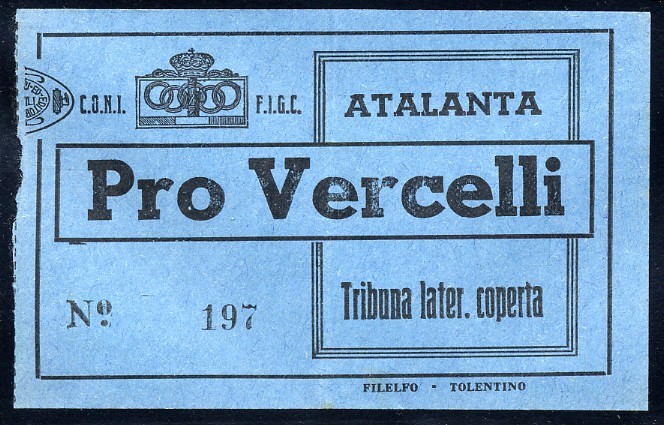 C.O.N.I. F.I.G.C.
ATALANTA
Pro Vercelli
Nº 197
Tribuna later. coperta
FILELFO - TOLENTINO